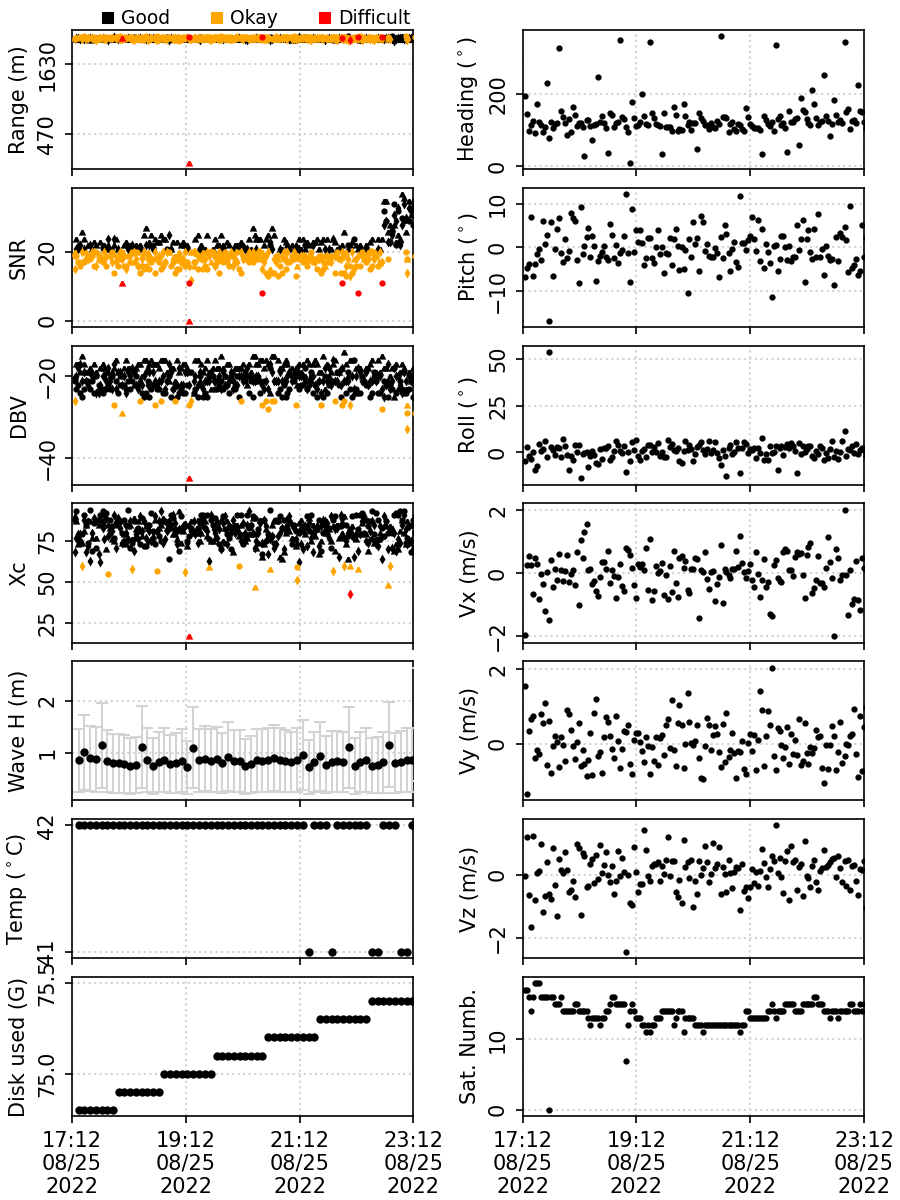 Good Okay Difficult
Range (m)
1630
470
Heading (°)
200
0
SNR
20
0
Pitch (°)
10
0
−10
DBV
−20
−40
Roll (°)
50
25
0
Xc
75
50
25
Vx (m/s)
2
0
−2
Wave H (m)
2
1
Vy (m/s)
2
0
Temp (°C)
42
41
Vz (m/s)
0
−2
Disk used (G)
75.5
75.0
Sat. Numb.
10
0
17:12 19:12 21:12 23:12 17:12 19:12 21:12 23:12
08/25 08/25 08/25 08/25 08/25 08/25 08/25 08/25
2022 2022 2022 2022 2022 2022 2022 2022